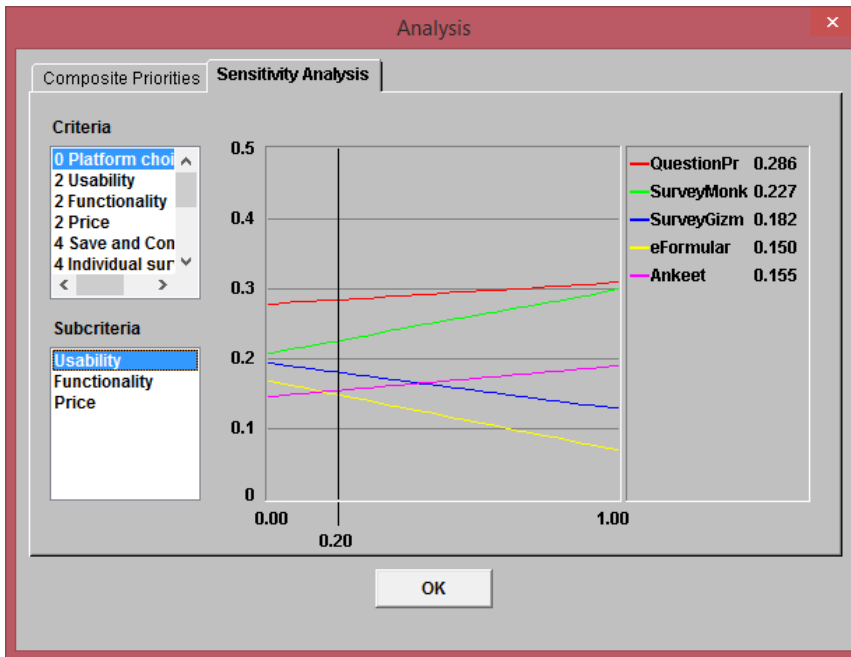 Analysis
Composite Priorities
Sensitivity Analysis
Criteria
0 Platform choi
2 Usability
2 Functionality
2 Price
4 Save and Con
4 Individual sur
Subcriteria
Usability
Functionality
Price
0.5
0.4
0.3
0.2
0.1
0
0.00
1.00
0.20
QuestionPr 0.286
SurveyMonk 0.227
SurveyGizm 0.182
eFormular 0.150
Ankeet 0.155
OK